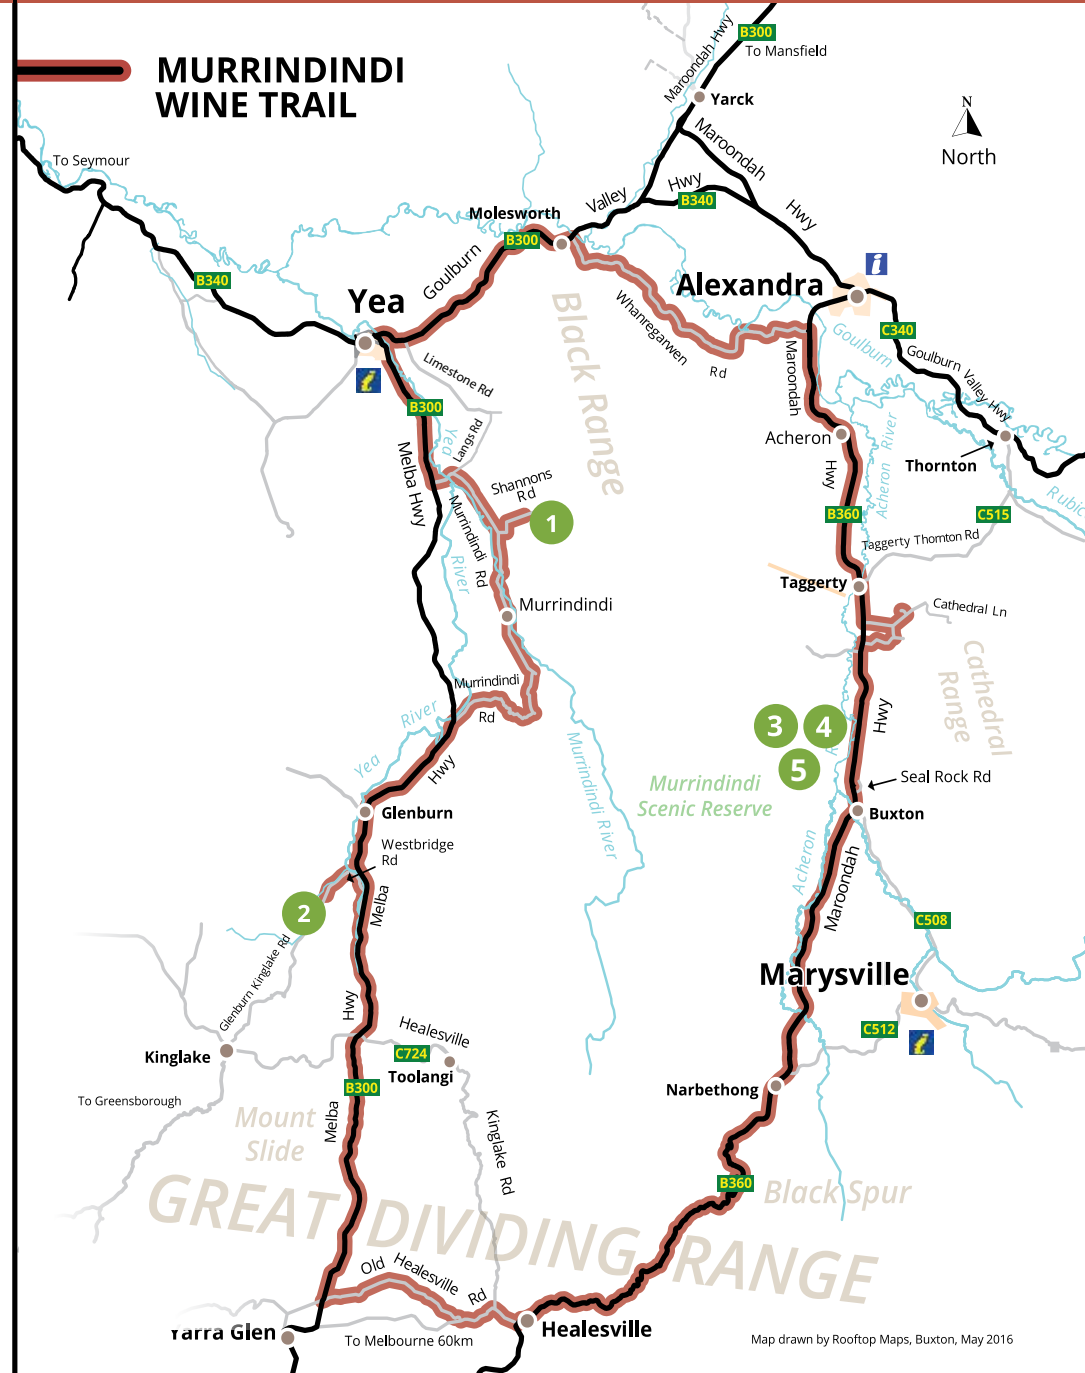 MURRINDINDI
WINE TRAIL
B300
To Mansfield
Maroondah Hwy
Yarck
N
North
To Seymour
Maroondah
Hwy
B340
Valley
Hwy
Molesworth
B300
Goulburn
B340
Yea
Alexandra
i
Black Range
Whanregarwen
Rd
Goulburn
C340
Goulburn Valley Hwy
Limestone Rd
i
B300
Yea
Langs Rd
Melba Hwy
Maroondah
Acheron
Hwy
Acheron River
Thornton
Shannons
Rd
1
Murrindindi Rd
River
B360
C515
Rubic
Taggerty Thornton Rd
Taggerty
Murrindindi
Cathedral Ln
Cathedral
Range
Murrindindi
Rd
River
Yea
Hwy
Murrindindi River
3
4
5
Hwy
Murrindindi
Scenic Reserve
Seal Rock Rd
Buxton
Glenburn
Westbridge
Rd
Acheron
Maroondah
2
Melba
Glenburn Kinglake Rd
C508
Marysville
Hwy
Healesville
C512
i
Kinglake
C724
Toolangi
B300
Narbethong
To Greensborough
Mount
Slide
Melba
Kinglake Rd
B360
Black Spur
GREAT DIVIDING RANGE
Old Healesville Rd
Yarra Glen
To Melbourne 60km
Healesville
Map drawn by Rooftop Maps, Buxton, May 2016